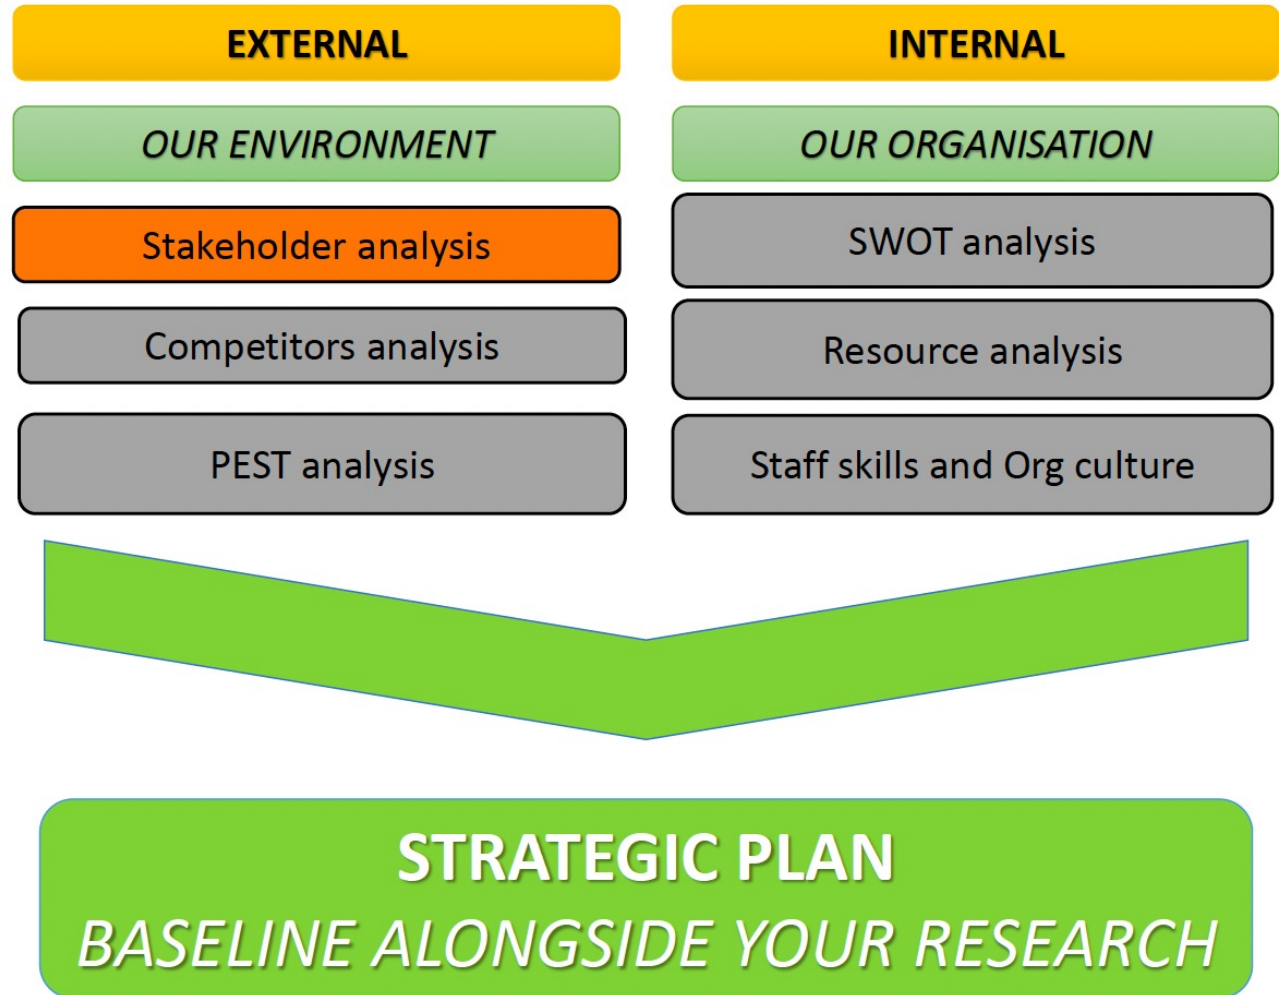 EXTERNAL
OUR ENVIRONMENT
Stakeholder analysis
Competitors analysis
PEST analysis
INTERNAL
OUR ORGANISATION
SWOT analysis
Resource analysis
Staff skills and Org culture
STRATEGIC PLAN
BASELINE ALONGSIDE YOUR RESEARCH